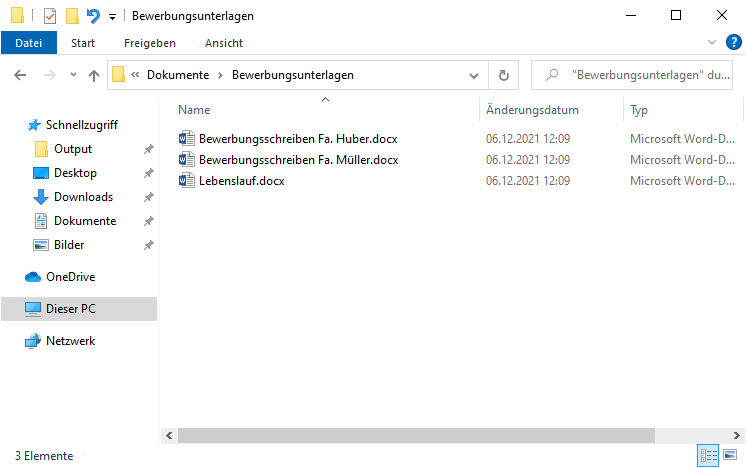 Bewerbungsunterlagen
Datei Start Freigeben Ansicht
« Dokumente › Bewerbungsunterlagen "Bewerbungsunterlagen" du...
Name Änderungsdatum Typ
Schnellzugriff
Output
Desktop
Downloads
Dokumente
Bilder
OneDrive
Dieser PC
Netzwerk
Bewerbungsschreiben Fa. Huber.docx 06.12.2021 12:09 Microsoft Word-D...
Bewerbungsschreiben Fa. Müller.docx 06.12.2021 12:09 Microsoft Word-D...
Lebenslauf.docx 06.12.2021 12:09 Microsoft Word-D...
3 Elemente